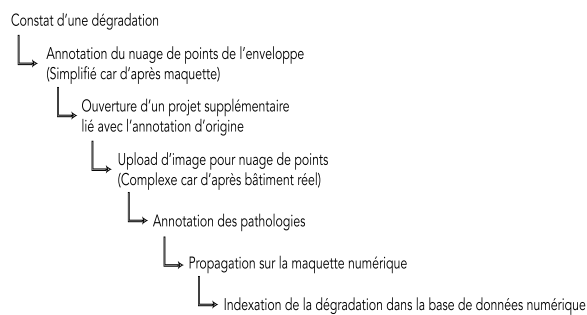 Constat d’une dégradation
Annotation du nuage de points de l’enveloppe
(Simplifié car d’après maquette)
Ouverture d’un projet supplémentaire
lié avec l’annotation d’origine
Upload d’image pour nuage de points
(Complexe car d’après bâtiment réel)
Annotation des pathologies
Propagation sur la maquette numérique
Indexation de la dégradation dans la base de données numérique